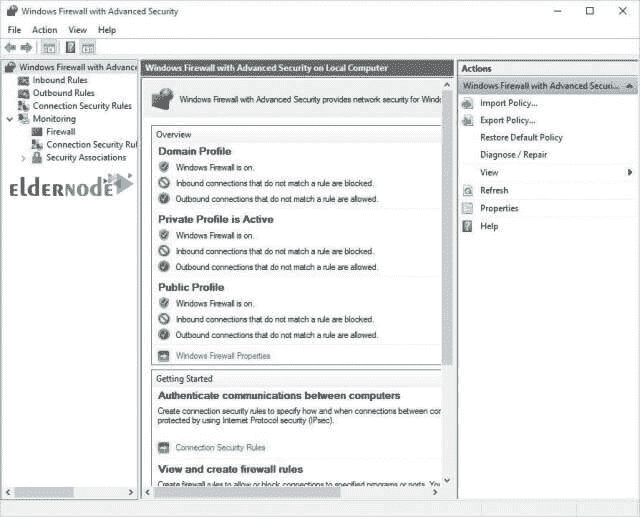 Windows Firewall with Advanced Security
File Action View Help
Windows Firewall with Advanc
Inbound Rules
Outbound Rules
Connection Security Rules
Monitoring
Firewall
Connection Security Rul
Security Associations
ELDERNODE
Windows Firewall with Advanced Security on Local Computer
Windows Firewall with Advanced Security provides network security for Windo
Overview
Domain Profile
Windows Firewall is on.
Inbound connections that do not match a rule are blocked.
Outbound connections that do not match a rule are allowed.
Private Profile is Active
Windows Firewall is on.
Inbound connections that do not match a rule are blocked.
Outbound connections that do not match a rule are allowed.
Public Profile
Windows Firewall is on.
Inbound connections that do not match a rule are blocked.
Outbound connections that do not match a rule are allowed.
Windows Firewall Properties
Getting Started
Authenticate communications between computers
Create connection security rules to specify how and when connections between cor
protected by using Internet Protocol security (IPsec).
Connection Security Rules
View and create firewall rules
Create firewall rules to allow or block connections to specified programs or ports. You
Actions
Windows Firewall with Advanced Securi...
Import Policy...
Export Policy...
Restore Default Policy
Diagnose / Repair
View
Refresh
Properties
Help